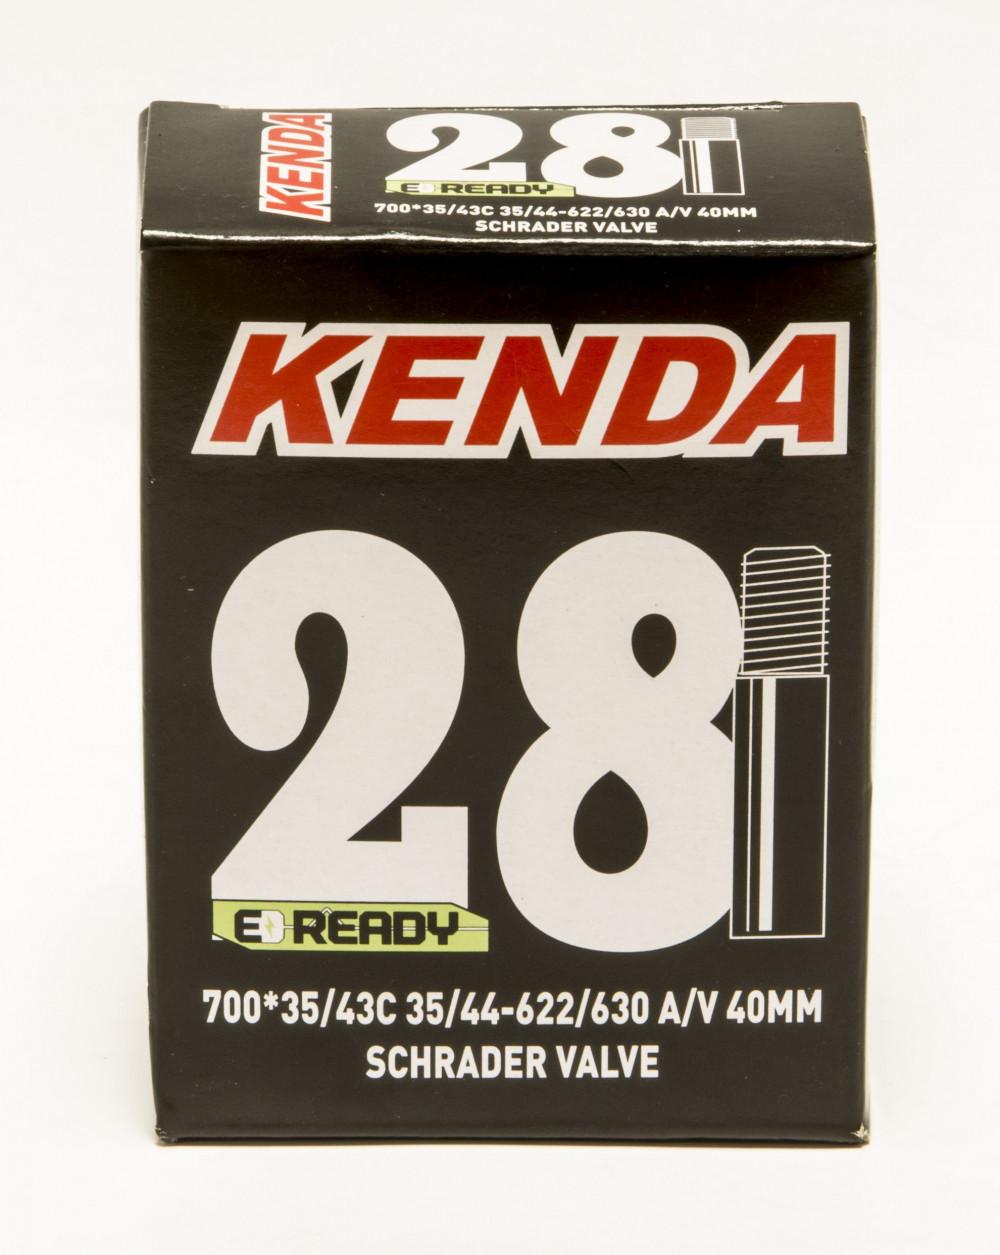 KENDA
28
E READY
700*35/43C 35/44-622/630 A/V 40MM
SCHRADER VALVE
KENDA
28
E READY
700*35/43C 35/44-622/630 A/V 40MM
SCHRADER VALVE